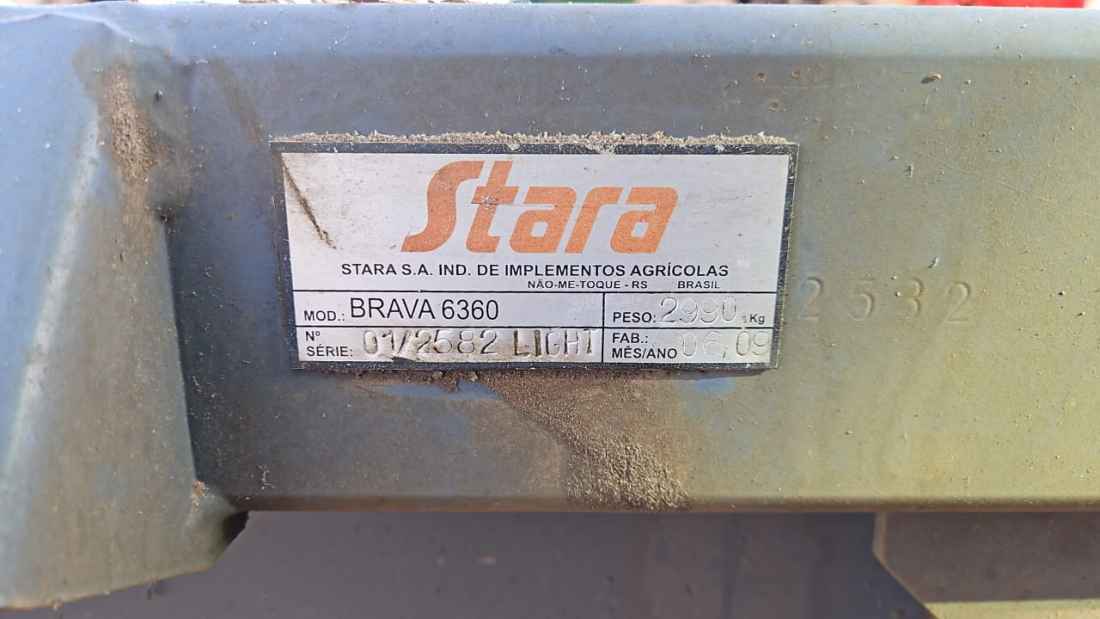 Stara
STARA S.A. IND. DE IMPLEMENTOS AGRÍCOLAS
NÃO-ME-TOQUE - RS BRASIL
MOD.: BRAVA 6360
PESO: 2990 Kg
Nº SÉRIE: 01/2582 LIGHT
FAB.: MÊS/ANO 06,09
2532